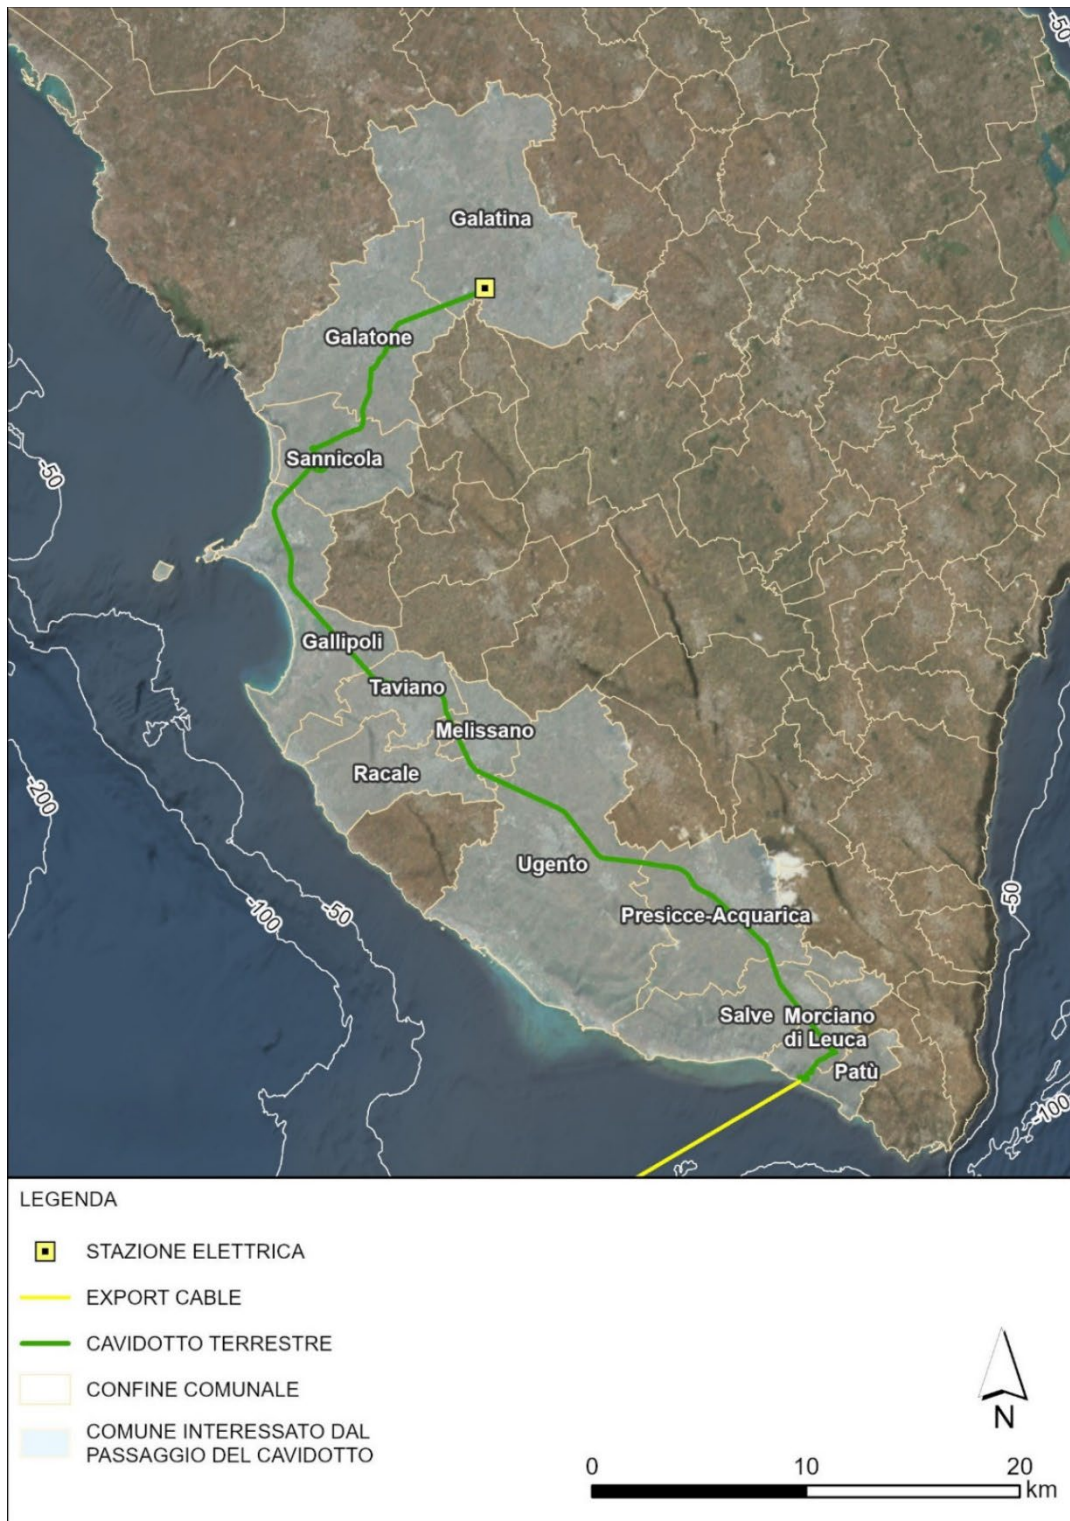 -50
Galatina
Galatone
Sannicola
-50
Gallipoli
Taviano
Melissano
Racale
-200
Ugento
-50
-100
-50
Presicce-Acquarica
Salve Morciano
di Leuca
Patù
-100
LEGENDA
STAZIONE ELETTRICA
EXPORT CABLE
CAVIDOTTO TERRESTRE
CONFINE COMUNALE
COMUNE INTERESSATO DAL
PASSAGGIO DEL CAVIDOTTO
N
0 10 20
km